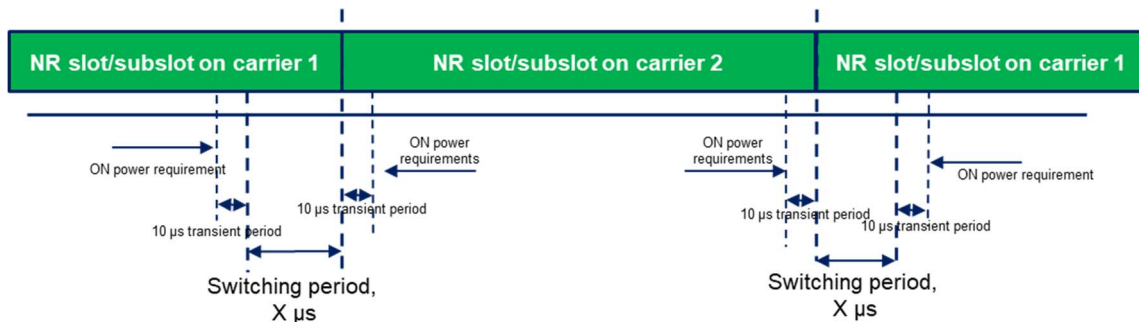 NR slot/subslot on carrier 1
NR slot/subslot on carrier 2
NR slot/subslot on carrier 1
ON power requirement
ON power
requirements
ON power
requirements
ON power requirement
10 µs transient period
10 µs transient period
10 µs transient period
10 µs transient period
Switching period,
X µs
Switching period,
X µs